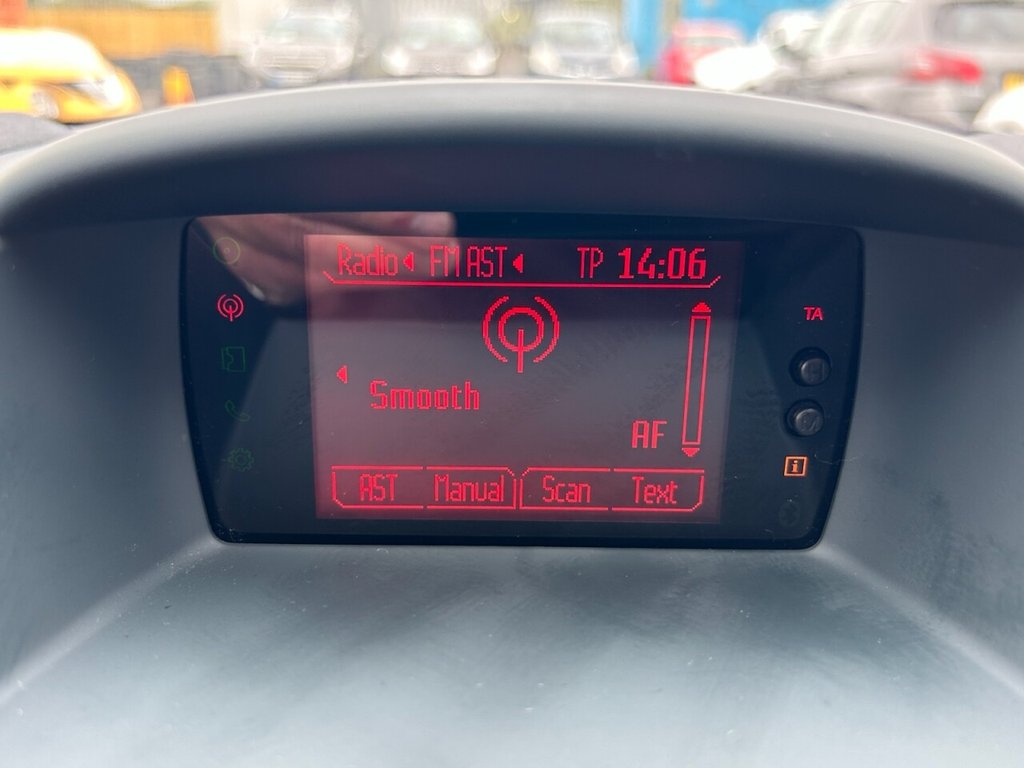 Radio FM AST TP 14:06
TA
Smooth
AF
i
AST Manual Scan Text